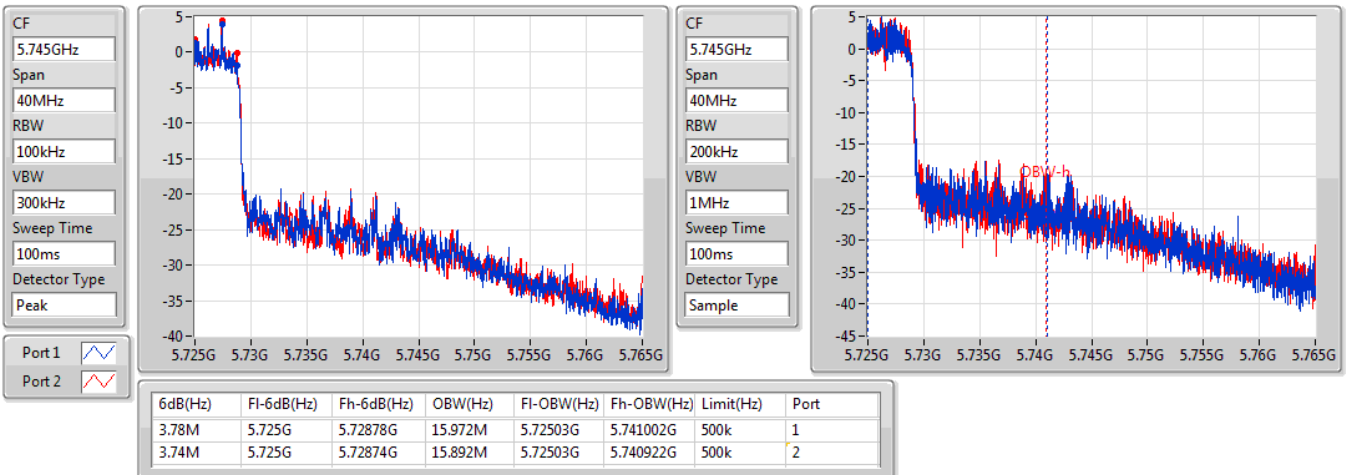 CF
5.745GHz
Span
40MHz
RBW
100kHz
VBW
300kHz
Sweep Time
100ms
Detector Type
Peak
Port 1
Port 2
5
0
-5
-10
-15
-20
-25
-30
-35
-40
5.725G 5.73G 5.735G 5.74G 5.745G 5.75G 5.755G 5.76G 5.765G
CF
5.745GHz
Span
40MHz
RBW
200kHz
VBW
1MHz
Sweep Time
100ms
Detector Type
Sample
5
0
-5
-10
-15
-20
-25
-30
-35
-40
-45
OBW-h
5.725G 5.73G 5.735G 5.74G 5.745G 5.75G 5.755G 5.76G 5.765G
6dB(Hz) Fl-6dB(Hz) Fh-6dB(Hz) OBW(Hz) Fl-OBW(Hz) Fh-OBW(Hz) Limit(Hz) Port
3.78M 5.725G 5.72878G 15.972M 5.72503G 5.741002G 500k 1
3.74M 5.725G 5.72874G 15.892M 5.72503G 5.740922G 500k 2